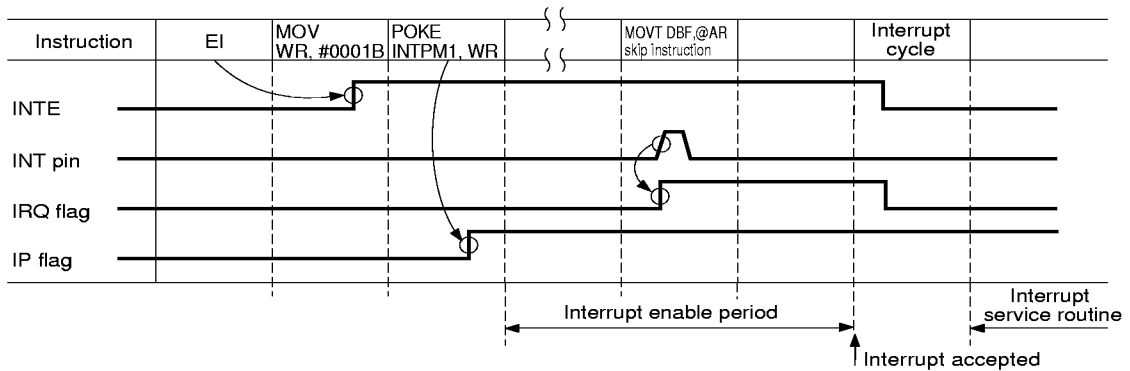 Instruction
EI
MOV
WR, #0001B
POKE
INTPM1, WR
MOVT DBF,@AR
skip instruction
Interrupt
cycle
INTE
INT pin
IRQ flag
IP flag
Interrupt enable period
Interrupt
service routine
Interrupt accepted